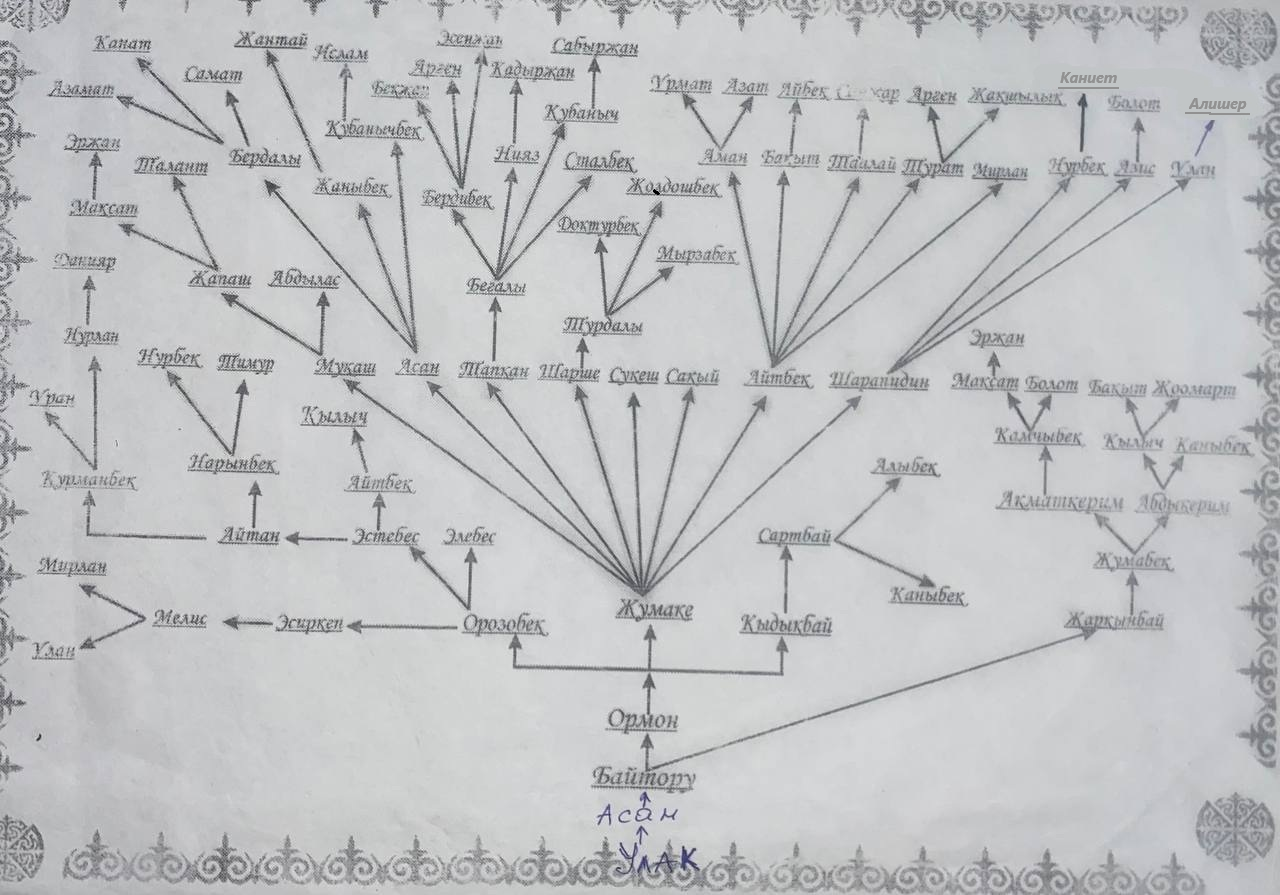 Канат
Жантай
Ислам
Эсенжан
Сабыржан
Азамат
Самат
Бекжан
Арген
Кадыржан
Урмат
Азат
Айбек
Арген
Жакшылык
Каниет
Болот
Алишер
Эржан
Талант
Бердалы
Кубанычбек
Жаныбек
Кубаныч
Нияз
Сталбек
Аман
Бакыт
Таалай
Турат
Мирлан
Нурбек
Азис
Улан
Максат
Бердибек
Жолдошбек
Данияр
Жапаш
Абдылас
Бегалы
Доктурбек
Мырзабек
Нурлан
Нурбек
Тимур
Турдалы
Эржан
Уран
Мукаш
Асан
Тапкан
Шарше
Сукеш
Сакый
Айтбек
Шарапидин
Максат
Болот
Бакыт
Жоомарт
Кылыч
Курманбек
Нарынбек
Айтбек
Алыбек
Камчыбек
Кылыч
Каныбек
Айтан
Эстебес
Элебес
Сартбай
Акматкерим
Абдыкерим
Мирлан
Каныбек
Жумабек
Улан
Мелис
Эсиркеп
Орозобек
Жумаке
Кыдыкбай
Жаркынбай
Ормон
Байтору
Асан
УЛАК